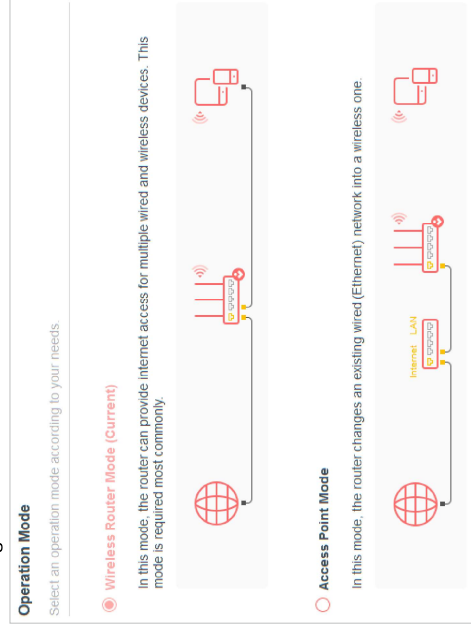 Operation Mode
Select an operation mode according to your needs.
Wireless Router Mode (Current)
In this mode, the router can provide internet access for multiple wired and wireless devices. This
mode is required most commonly.
Access Point Mode
In this mode, the router changes an existing wired (Ethernet) network into a wireless one.
Internet LAN